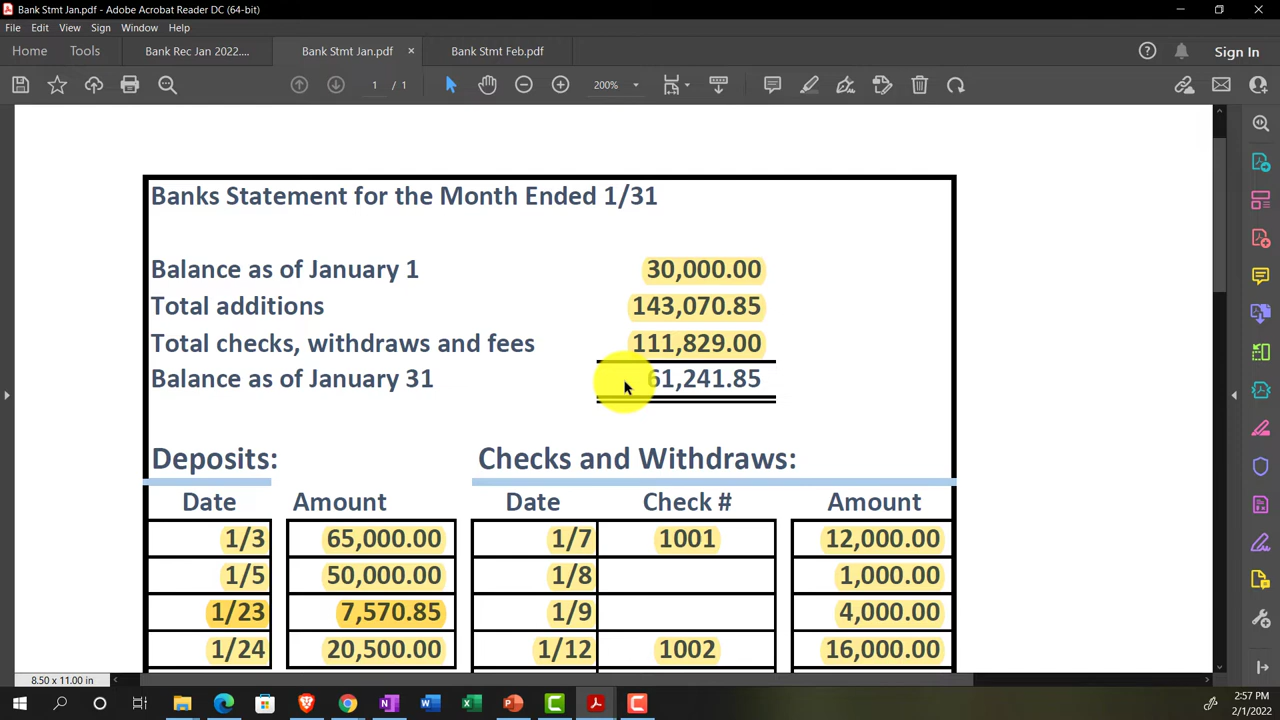 Bank Stmt Jan.pdf - Adobe Acrobat Reader DC (64-bit)
File Edit View Sign Window Help
Home Tools Bank Rec Jan 2022.... Bank Stmt Jan.pdf × Bank Stmt Feb.pdf Sign In
1 / 1 200%
Banks Statement for the Month Ended 1/31
Balance as of January 1 30,000.00
Total additions 143,070.85
Total checks, withdraws and fees 111,829.00
Balance as of January 31 61,241.85
Deposits: Checks and Withdraws:
Date Amount Date Check # Amount
1/3 65,000.00 1/7 1001 12,000.00
1/5 50,000.00 1/8 1,000.00
1/23 7,570.85 1/9 4,000.00
1/24 20,500.00 1/12 1002 16,000.00
8.50 x 11.00 in
2:57 PM
2/1/2022